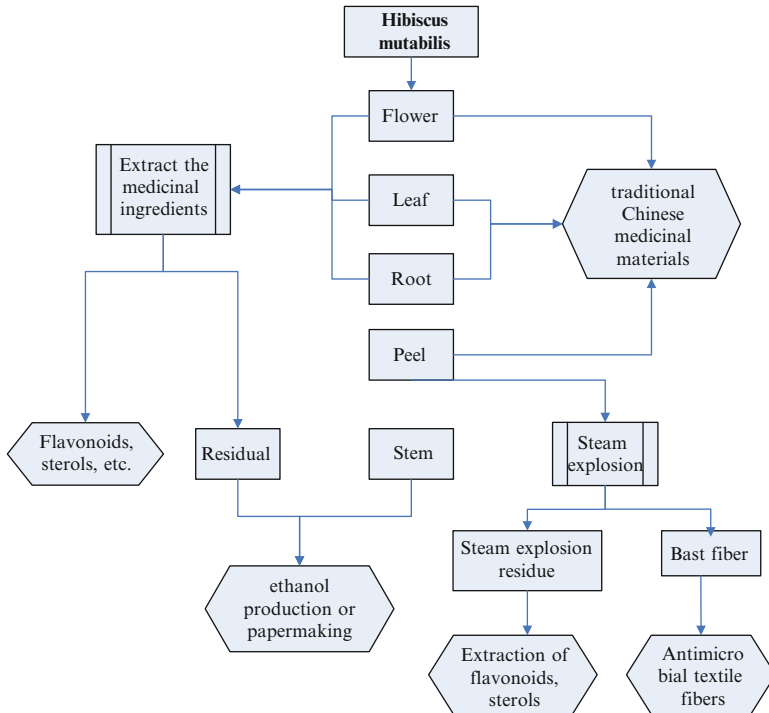 Hibiscus
mutabilis
Flower
Extract the
medicinal
ingredients
Leaf
traditional
Chinese
medicinal
materials
Root
Peel
Flavonoids,
sterols, etc.
Residual
Stem
Steam
explosion
Steam explosion
residue
Bast fiber
ethanol
production or
papermaking
Extraction of
flavonoids,
sterols
Antimicro
bial textile
fibers